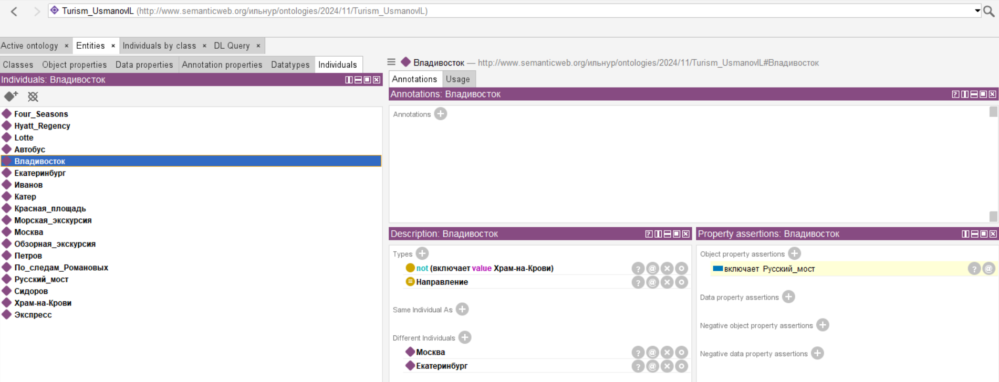 Turism_UsmanovIL (http://www.semanticweb.org/ильнур/ontologies/2024/11/Turism_UsmanovIL)
Active ontology × Entities × Individuals by class × DL Query ×
Classes Object properties Data properties Annotation properties Datatypes Individuals
Individuals: Владивосток
Four_Seasons
Hyatt_Regency
Lotte
Автобус
Владивосток
Екатеринбург
Иванов
Катер
Красная_площадь
Морская_экскурсия
Москва
Обзорная_экскурсия
Петров
По_следам_Романовых
Русский_мост
Сидоров
Храм-на-Крови
Экспресс
Владивосток — http://www.semanticweb.org/ильнур/ontologies/2024/11/Turism_UsmanovIL#Владивосток
Annotations Usage
Annotations: Владивосток
Annotations
Description: Владивосток
Types
not (включает value Храм-на-Крови)
Направление
Same Individual As
Different Individuals
Москва
Екатеринбург
Property assertions: Владивосток
Object property assertions
включает Русский_мост
Data property assertions
Negative object property assertions
Negative data property assertions